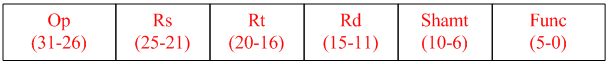 Op Rs Rt Rd Shamt Func
(31-26) (25-21) (20-16) (15-11) (10-6) (5-0)